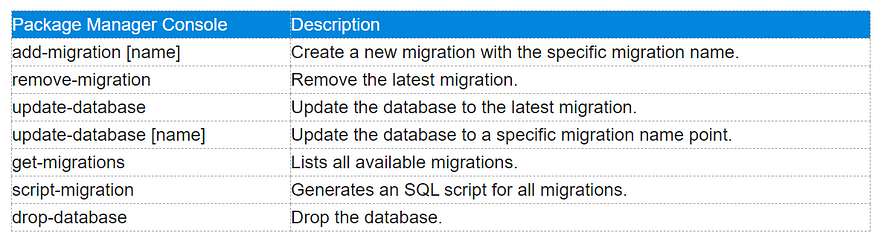 Package Manager Console Description
add-migration [name] Create a new migration with the specific migration name.
remove-migration Remove the latest migration.
update-database Update the database to the latest migration.
update-database [name] Update the database to a specific migration name point.
get-migrations Lists all available migrations.
script-migration Generates an SQL script for all migrations.
drop-database Drop the database.